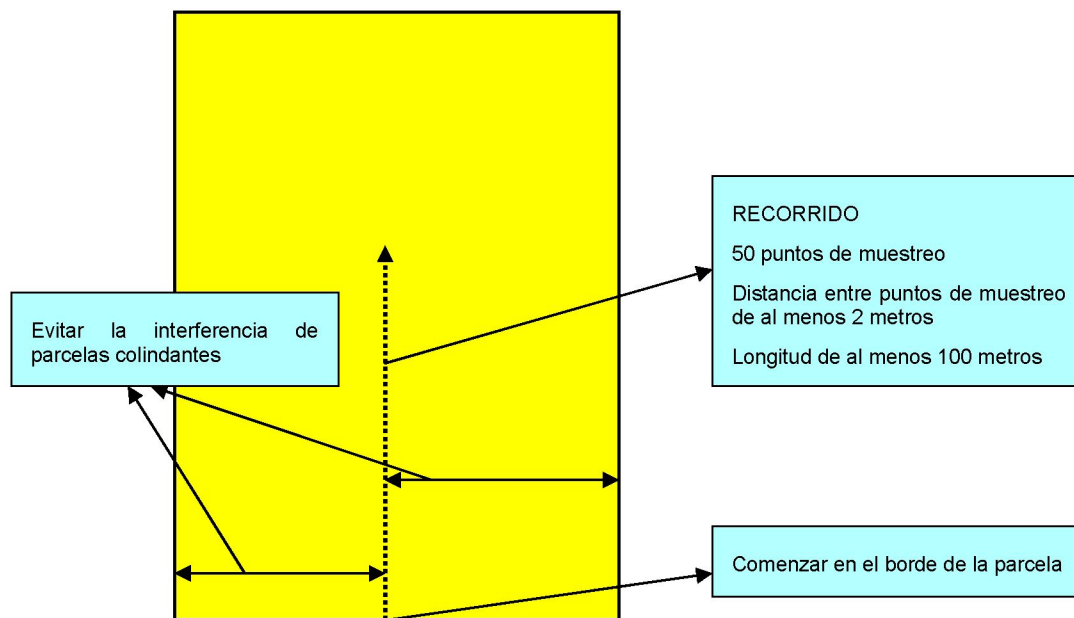 RECORRIDO
50 puntos de muestreo
Distancia entre puntos de muestreo
de al menos 2 metros
Longitud de al menos 100 metros
Evitar la interferencia de
parcelas colindantes
Comenzar en el borde de la parcela